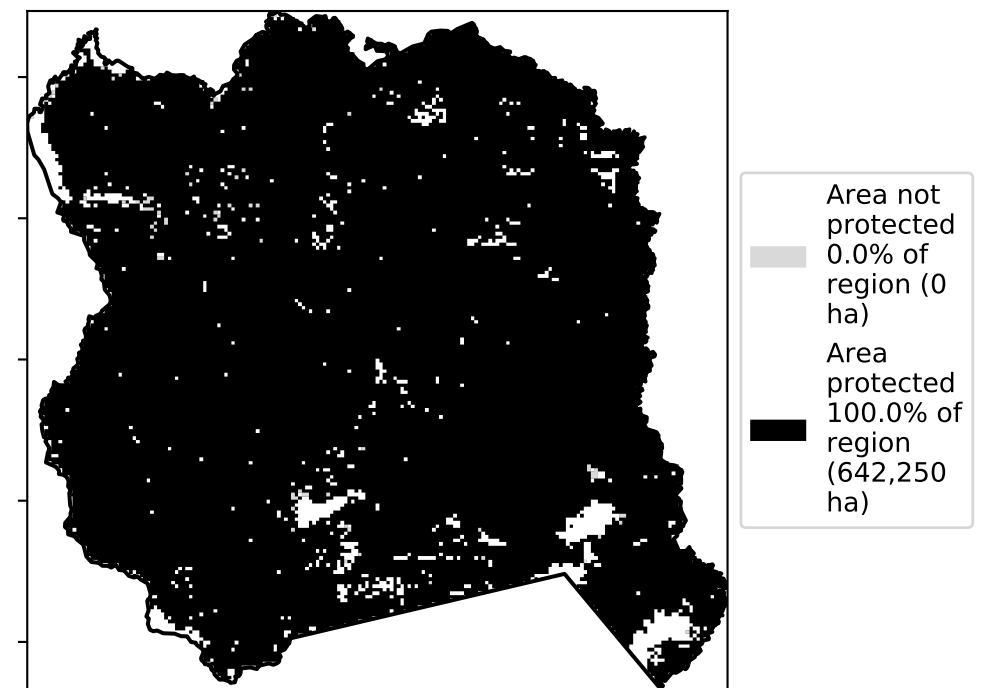 Area not
protected
0.0% of
region (0
ha)
Area
protected
100.0% of
region
(642,250
ha)